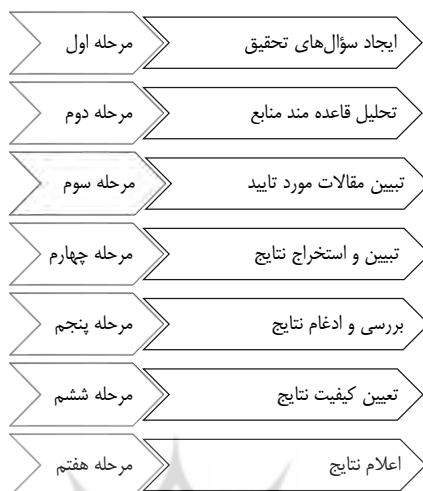 مرحله اول ایجاد سؤال‌های تحقیق
مرحله دوم تحلیل قاعده مند منابع
مرحله سوم تبیین مقالات مورد تایید
مرحله چهارم تبیین و استخراج نتایج
مرحله پنجم بررسی و ادغام نتایج
مرحله ششم تعیین کیفیت نتایج
مرحله هفتم اعلام نتایج